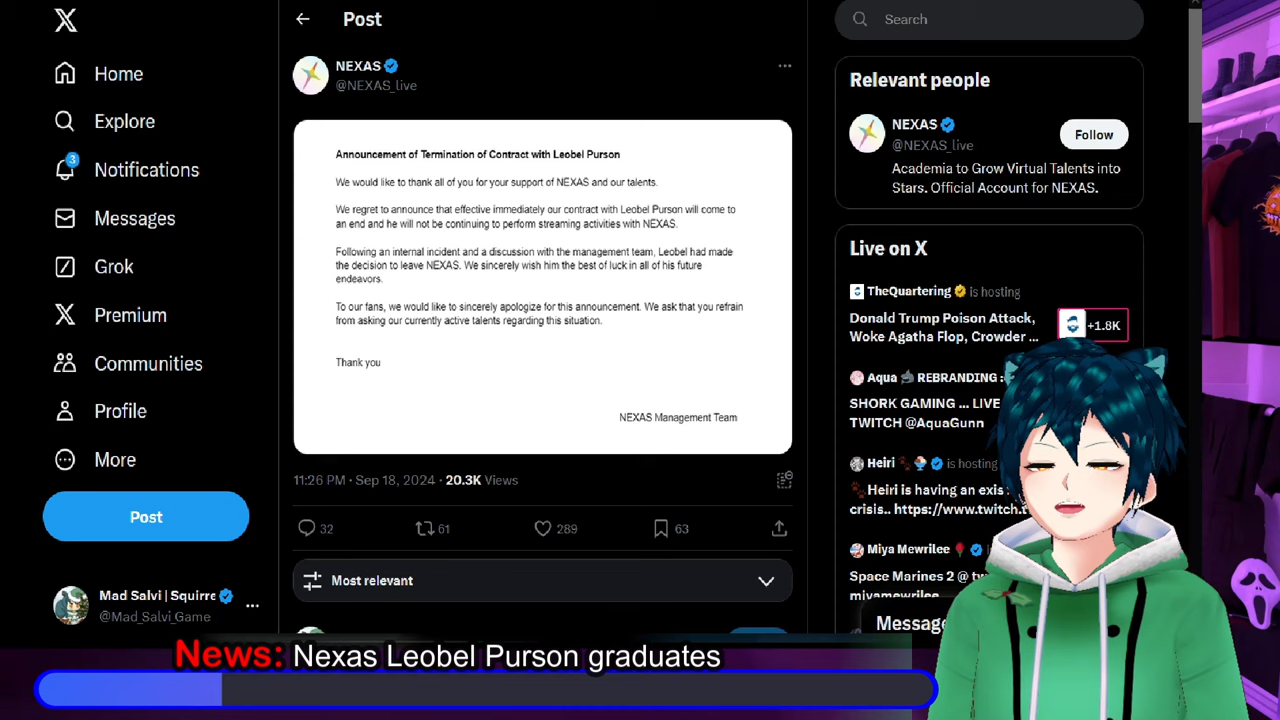 Home
Explore
3
Notifications
Messages
Grok
Premium
Communities
Profile
More
Post
Mad Salvi | Squirre
@Mad_Salvi_Game
Post
NEXAS
@NEXAS_live
Announcement of Termination of Contract with Leobel Purson
We would like to thank all of you for your support of NEXAS and our talents.
We regret to announce that effective immediately our contract with Leobel Purson will come to
an end and he will not be continuing to perform streaming activities with NEXAS.
Following an internal incident and a discussion with the management team, Leobel had made
the decision to leave NEXAS. We sincerely wish him the best of luck in all of his future
endeavors.
To our fans, we would like to sincerely apologize for this announcement. We ask that you refrain
from asking our currently active talents regarding this situation.
Thank you
NEXAS Management Team
11:26 PM · Sep 18, 2024 · 20.3K Views
32
61
289
63
Most relevant
Search
Relevant people
NEXAS
@NEXAS_live
Follow
Academia to Grow Virtual Talents into
Stars. Official Account for NEXAS.
Live on X
TheQuartering is hosting
Donald Trump Poison Attack,
Woke Agatha Flop, Crowder ...
+1.8K
Aqua REBRANDING :
SHORK GAMING ... LIVE
TWITCH @AquaGunn
Heiri is hosting
Heiri is having an exis
crisis.. https://www.twitch.t
Miya Mewrilee
Space Marines 2 @ tw
miyamewrilee
Message
News: Nexas Leobel Purson graduates